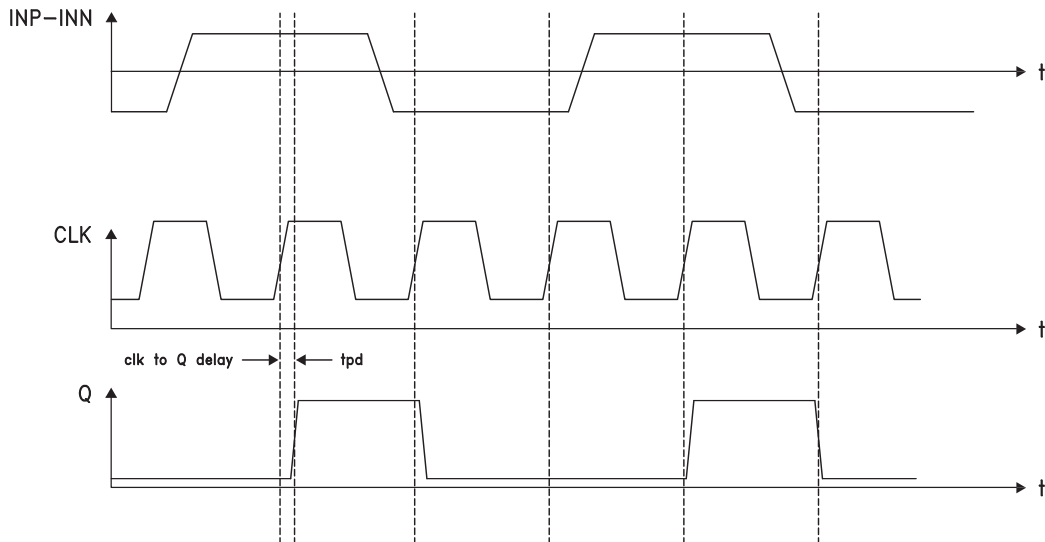 INP-INN
t
CLK
t
clk to Q delay
tpd
Q
t